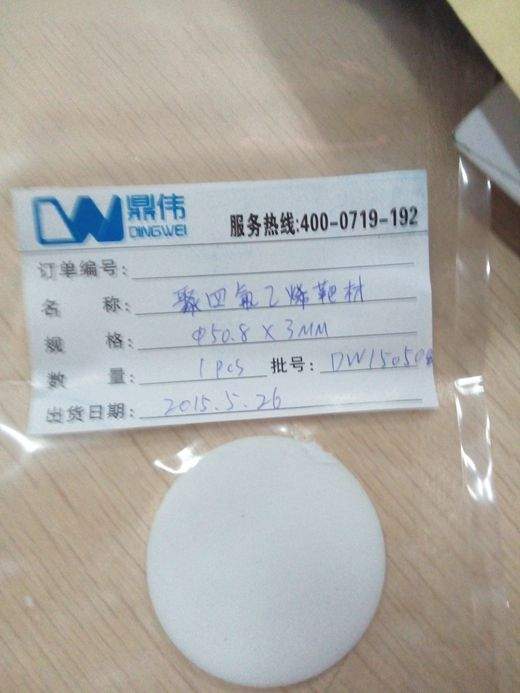 鼎伟
DINGWEI
服务热线:400-0719-192
订单编号:
名 称: 聚四氟乙烯靶材
规 格: Φ50.8 X 3MM
数 量: 1pcs 批号:
出货日期: 2015.5.26